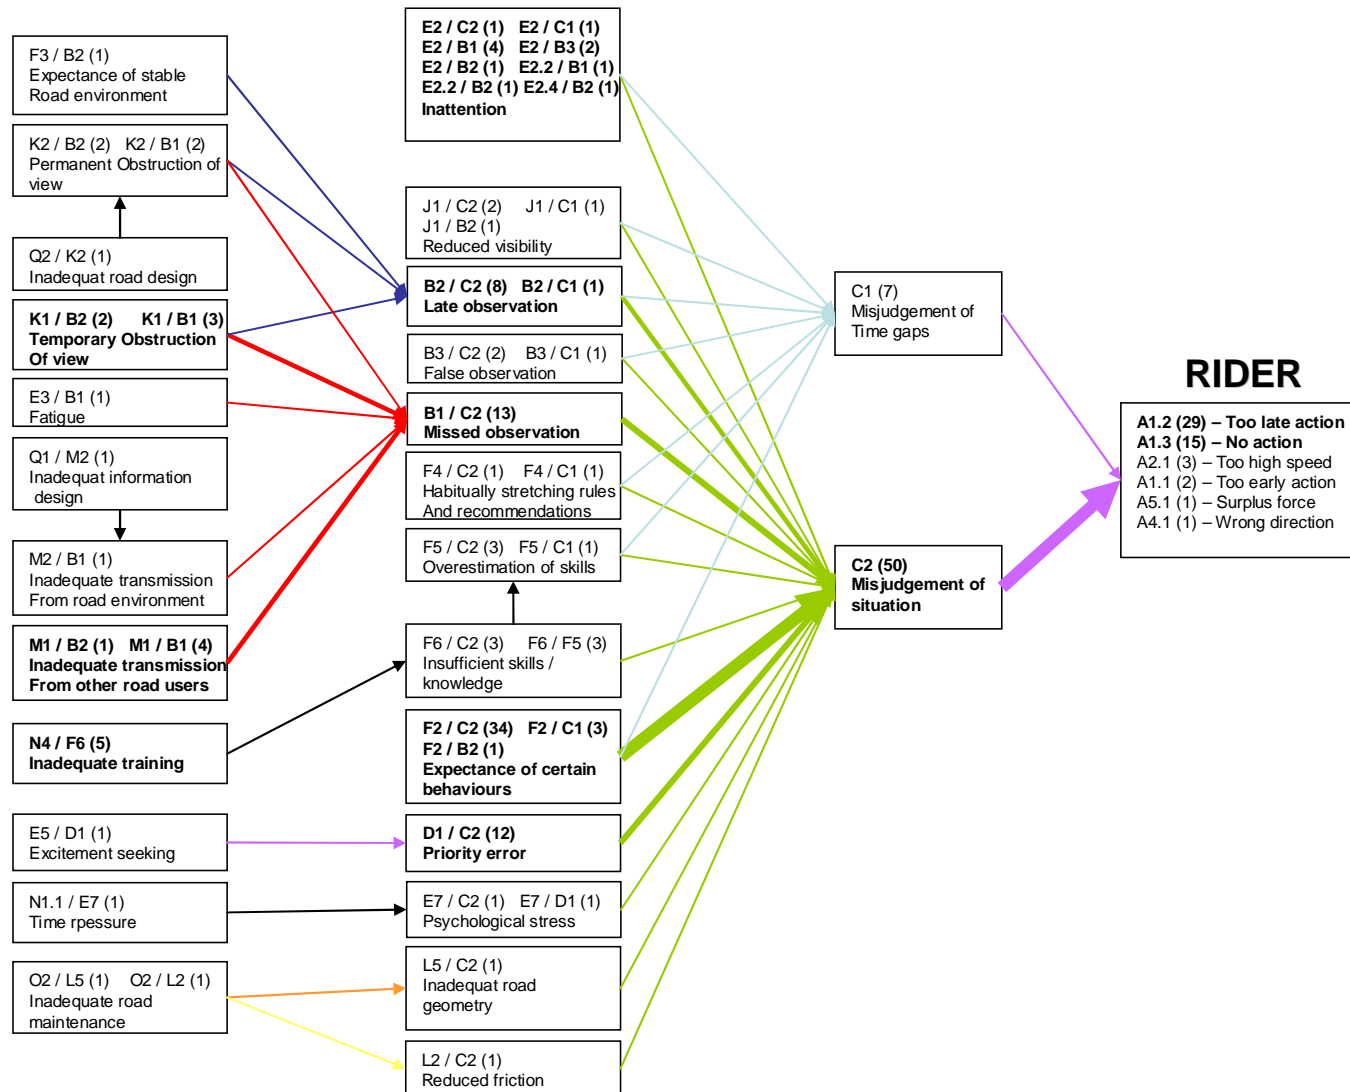 F3 / B2 (1)
Expectance of stable
Road environment
K2 / B2 (2) K2 / B1 (2)
Permanent Obstruction of
view
Q2 / K2 (1)
Inadequat road design
K1 / B2 (2) K1 / B1 (3)
Temporary Obstruction
Of view
E3 / B1 (1)
Fatigue
Q1 / M2 (1)
Inadequat information
design
M2 / B1 (1)
Inadequate transmission
From road environment
M1 / B2 (1) M1 / B1 (4)
Inadequate transmission
From other road users
N4 / F6 (5)
Inadequate training
E5 / D1 (1)
Excitement seeking
N1.1 / E7 (1)
Time rpessure
O2 / L5 (1) O2 / L2 (1)
Inadequate road
maintenance
E2 / C2 (1) E2 / C1 (1)
E2 / B1 (4) E2 / B3 (2)
E2 / B2 (1) E2.2 / B1 (1)
E2.2 / B2 (1) E2.4 / B2 (1)
Inattention
J1 / C2 (2) J1 / C1 (1)
J1 / B2 (1)
Reduced visibility
B2 / C2 (8) B2 / C1 (1)
Late observation
B3 / C2 (2) B3 / C1 (1)
False observation
B1 / C2 (13)
Missed observation
F4 / C2 (1) F4 / C1 (1)
Habitually stretching rules
And recommendations
F5 / C2 (3) F5 / C1 (1)
Overestimation of skills
F6 / C2 (3) F6 / F5 (3)
Insufficient skills /
knowledge
F2 / C2 (34) F2 / C1 (3)
F2 / B2 (1)
Expectance of certain
behaviours
D1 / C2 (12)
Priority error
E7 / C2 (1) E7 / D1 (1)
Psychological stress
L5 / C2 (1)
Inadequat road
geometry
L2 / C2 (1)
Reduced friction
C1 (7)
Misjudgement of
Time gaps
C2 (50)
Misjudgement of
situation
RIDER
A1.2 (29) – Too late action
A1.3 (15) – No action
A2.1 (3) – Too high speed
A1.1 (2) – Too early action
A5.1 (1) – Surplus force
A4.1 (1) – Wrong direction